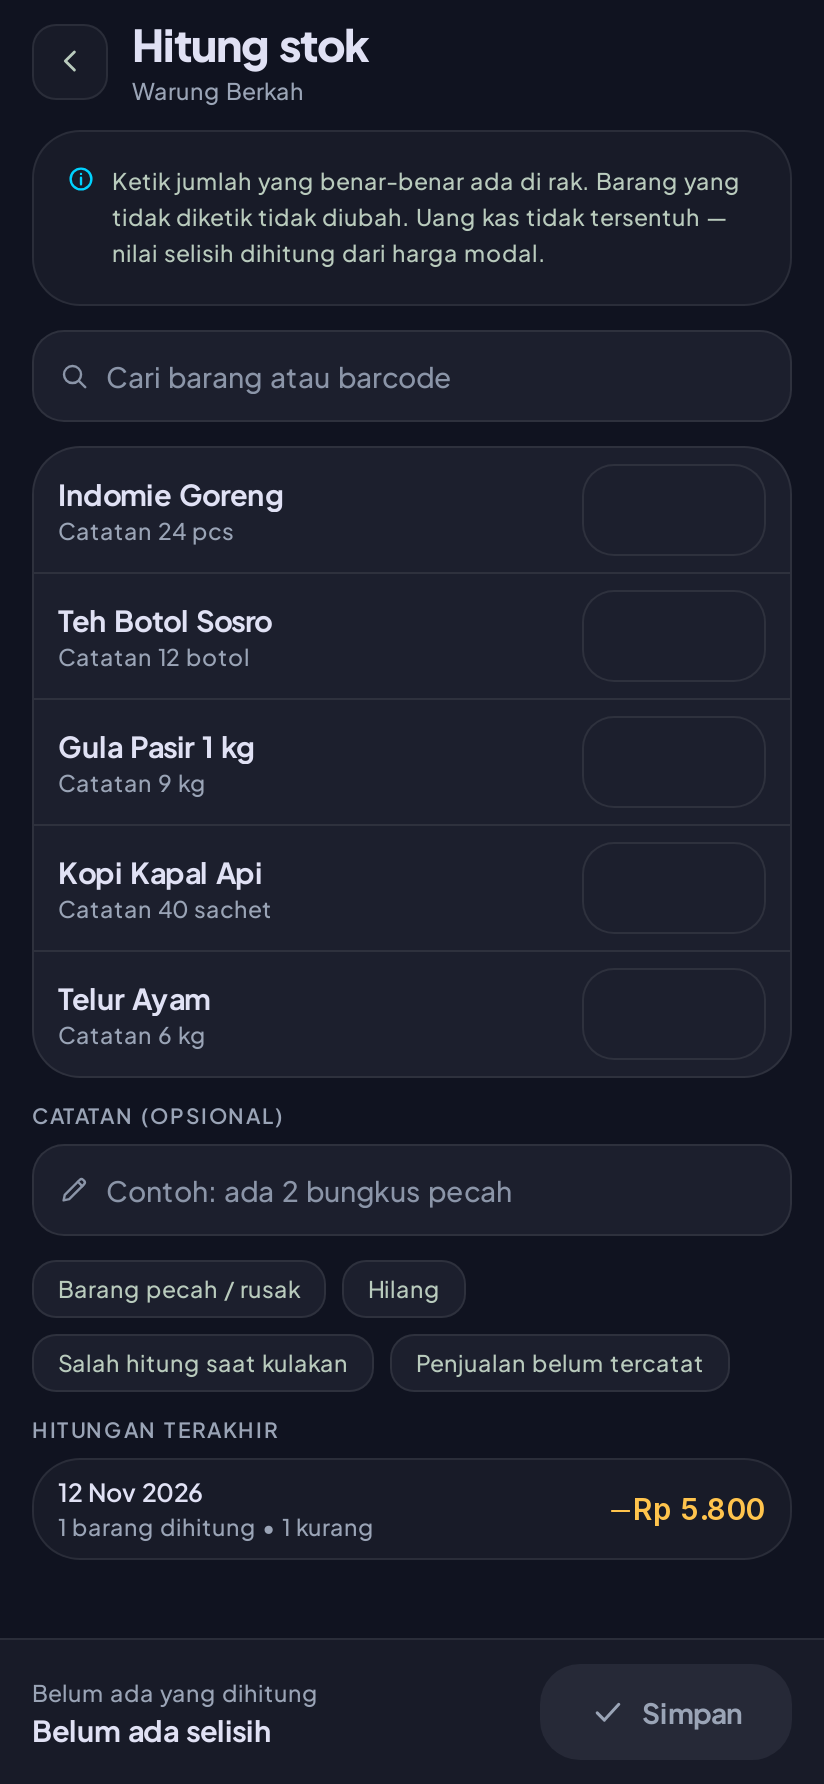 Hitung stok
Warung Berkah
Ketik jumlah yang benar-benar ada di rak. Barang yang
tidak diketik tidak diubah. Uang kas tidak tersentuh —
nilai selisih dihitung dari harga modal.
Cari barang atau barcode
Indomie Goreng
Catatan 24 pcs
Teh Botol Sosro
Catatan 12 botol
Gula Pasir 1 kg
Catatan 9 kg
Kopi Kapal Api
Catatan 40 sachet
Telur Ayam
Catatan 6 kg
CATATAN (OPSIONAL)
Contoh: ada 2 bungkus pecah
Barang pecah / rusak
Hilang
Salah hitung saat kulakan
Penjualan belum tercatat
HITUNGAN TERAKHIR
12 Nov 2026
1 barang dihitung • 1 kurang
—Rp 5.800
Belum ada yang dihitung
Belum ada selisih
Simpan